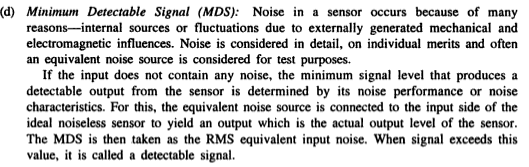 (d) Minimum Detectable Signal (MDS): Noise in a sensor occurs because of many
reasons—internal sources or fluctuations due to externally generated mechanical and
electromagnetic influences. Noise is considered in detail, on individual merits and often
an equivalent noise source is considered for test purposes.
If the input does not contain any noise, the minimum signal level that produces a
detectable output from the sensor is determined by its noise performance or noise
characteristics. For this, the equivalent noise source is connected to the input side of the
ideal noiseless sensor to yield an output which is the actual output level of the sensor.
The MDS is then taken as the RMS equivalent input noise. When signal exceeds this
value, it is called a detectable signal.